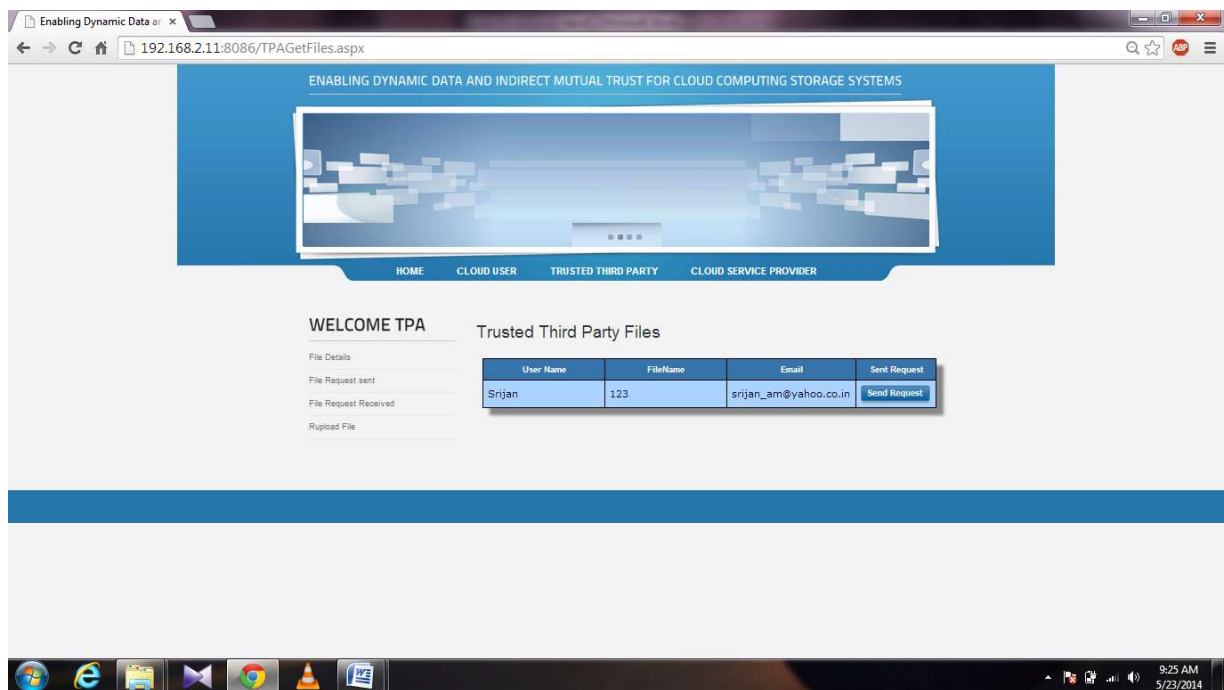 Enabling Dynamic Data ar
192.168.2.11:8086/TPAGetFiles.aspx
ABP
ENABLING DYNAMIC DATA AND INDIRECT MUTUAL TRUST FOR CLOUD COMPUTING STORAGE SYSTEMS
HOME CLOUD USER TRUSTED THIRD PARTY CLOUD SERVICE PROVIDER
WELCOME TPA
File Details
File Request sent
File Request Received
Rupload File
Trusted Third Party Files
User Name FileName Email Sent Request
Srijan 123 srijan_am@yahoo.co.in Send Request
9:25 AM
5/23/2014